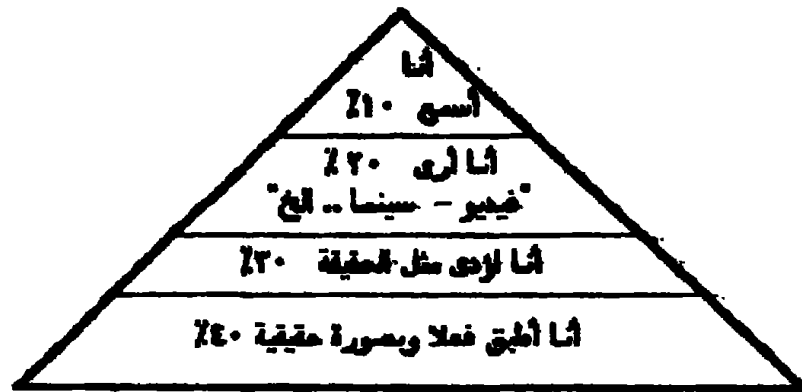 أنا
أسمع ١٠٪
أنا أرى ٢٠٪
"فيديو – سينما .. الخ"
أنا أؤدى مثل الحقيقة ٣٠٪
أنا أطبق فعلا وبصورة حقيقية ٤٠٪